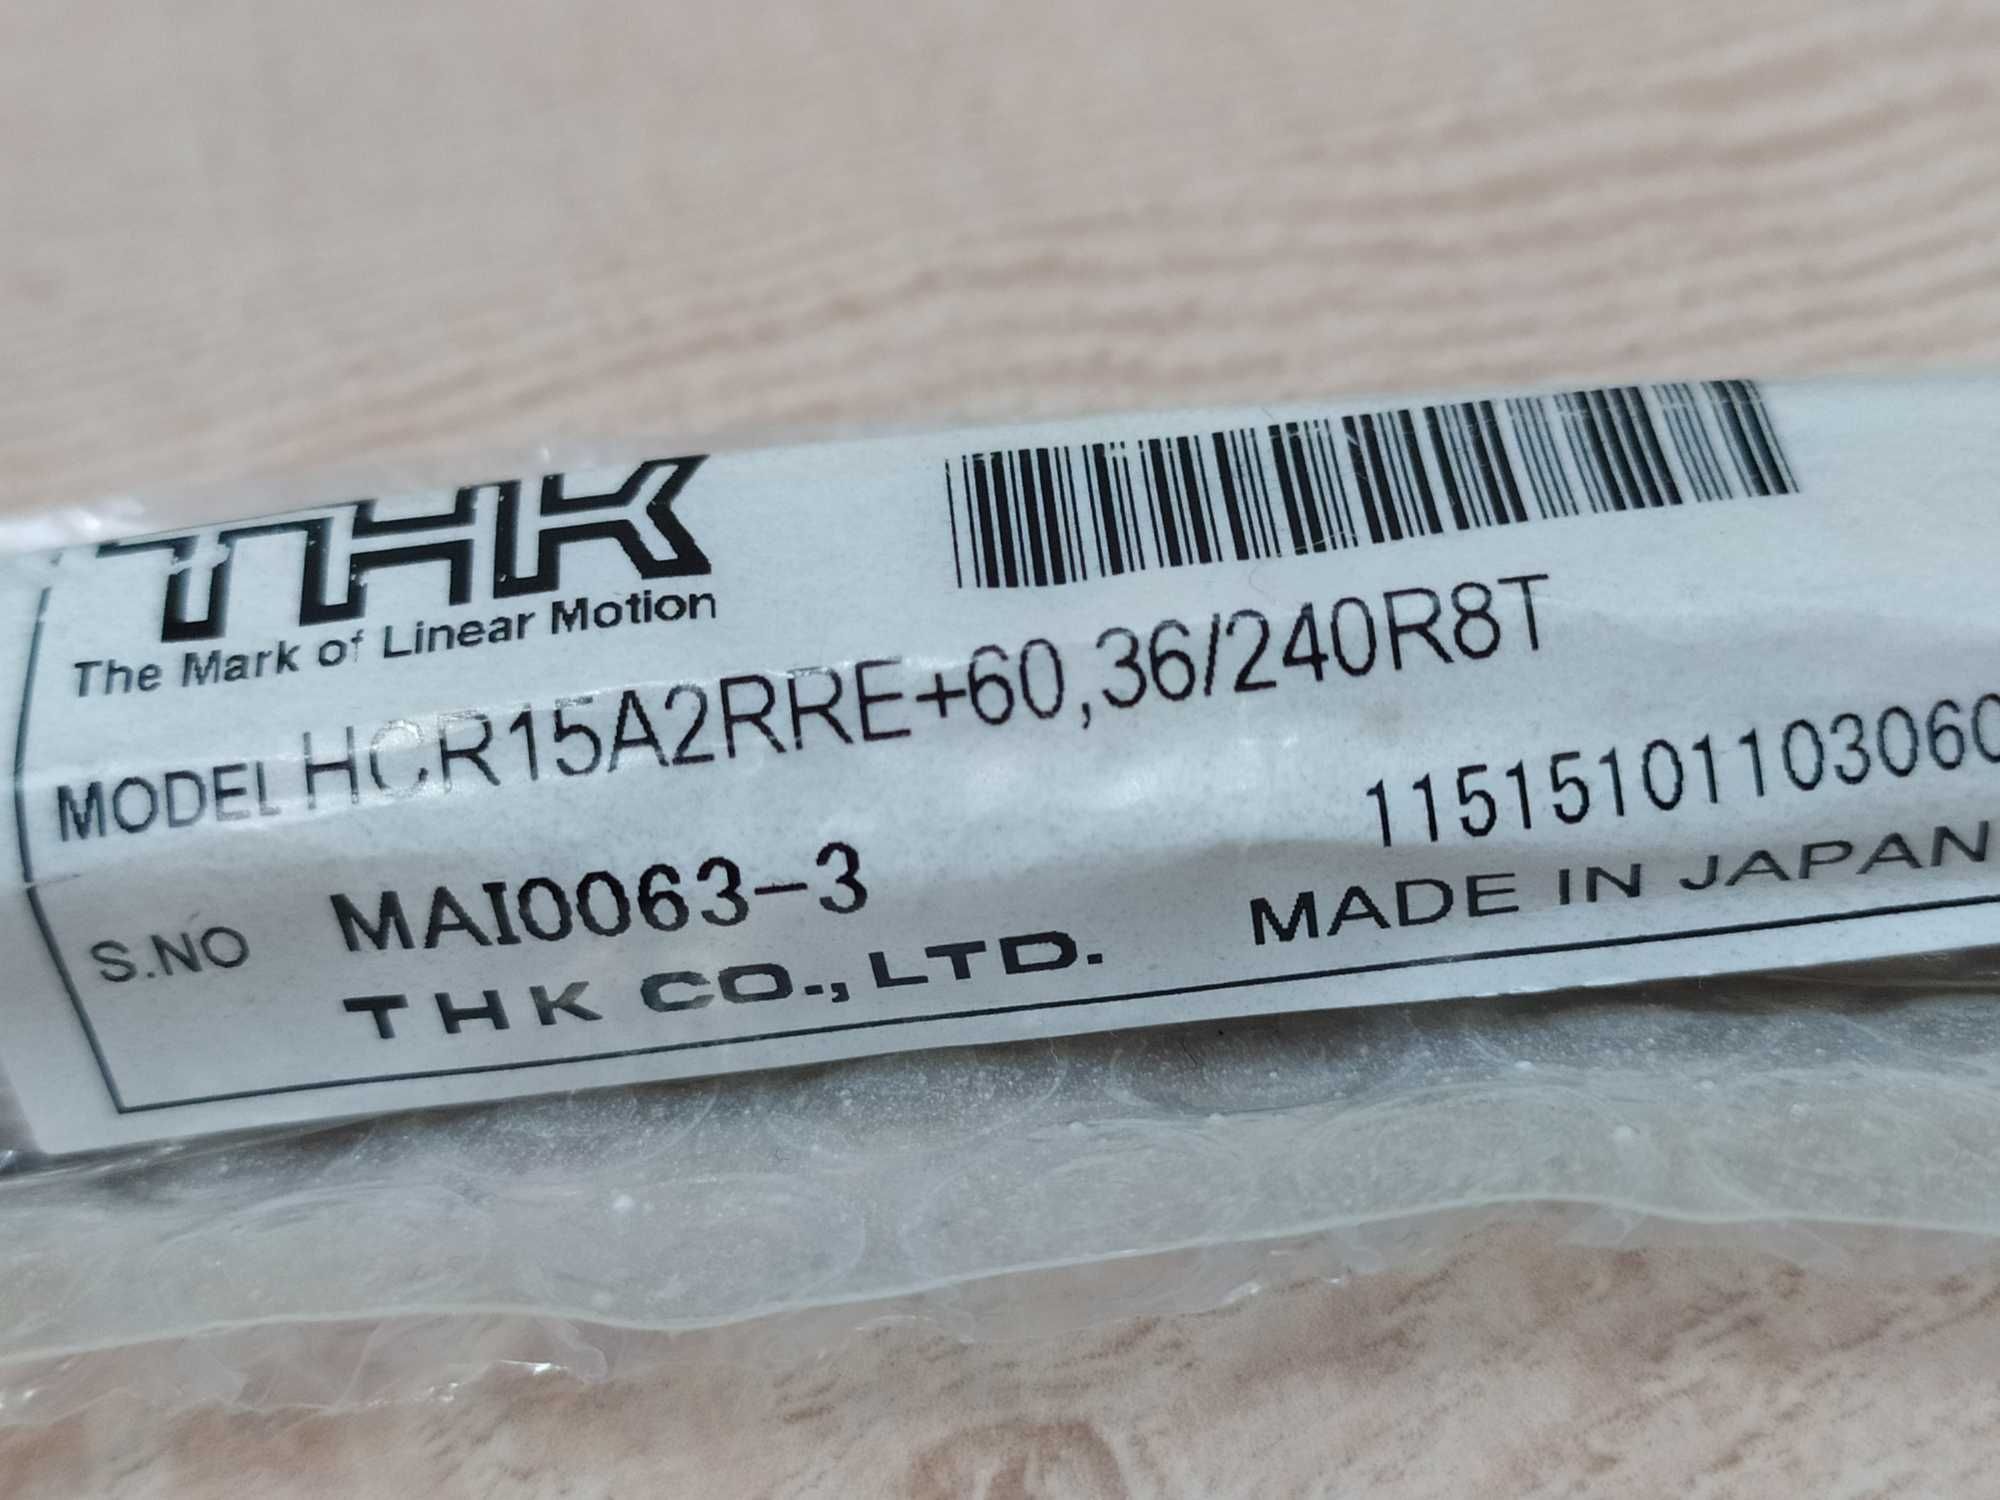 THK
The Mark of Linear Motion
MODEL HCR15A2RRE+60,36/240R8T
11515101103060
S.NO MAI0063-3
THK CO.,LTD. MADE IN JAPAN